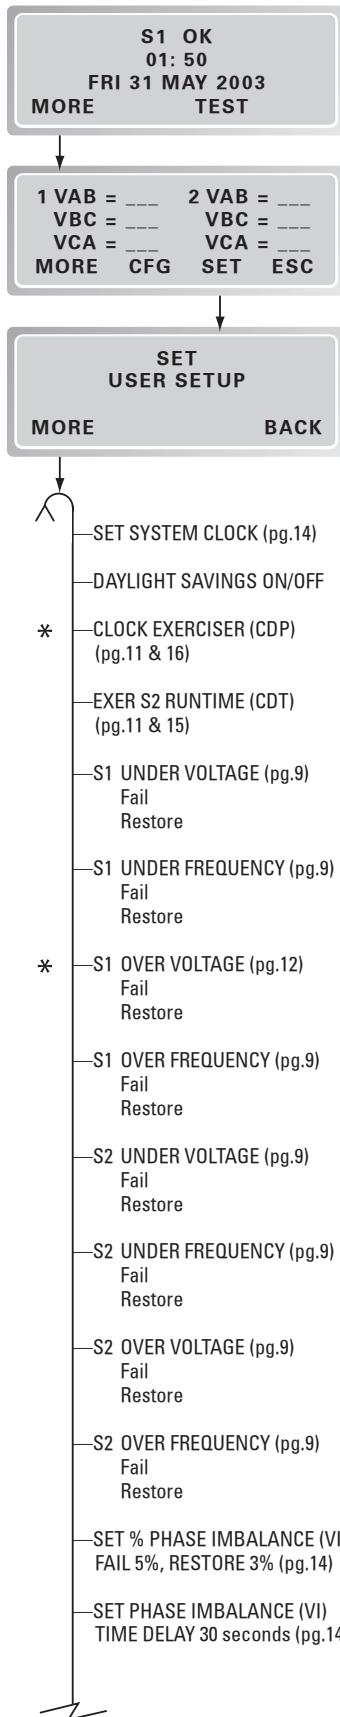 S1 OK
01: 50
FRI 31 MAY 2003
MORE TEST
1 VAB = ___ 2 VAB = ___
VBC = ___ VBC = ___
VCA = ___ VCA = ___
MORE CFG SET ESC
SET
USER SETUP
MORE BACK
SET SYSTEM CLOCK (pg.14)
DAYLIGHT SAVINGS ON/OFF
* CLOCK EXERCISER (CDP)
(pg.11 & 16)
EXER S2 RUNTIME (CDT)
(pg.11 & 15)
S1 UNDER VOLTAGE (pg.9)
Fail
Restore
S1 UNDER FREQUENCY (pg.9)
Fail
Restore
* S1 OVER VOLTAGE (pg.12)
Fail
Restore
S1 OVER FREQUENCY (pg.9)
Fail
Restore
S2 UNDER VOLTAGE (pg.9)
Fail
Restore
S2 UNDER FREQUENCY (pg.9)
Fail
Restore
S2 OVER VOLTAGE (pg.9)
Fail
Restore
S2 OVER FREQUENCY (pg.9)
Fail
Restore
SET % PHASE IMBALANCE (VI
FAIL 5%, RESTORE 3% (pg.14)
SET PHASE IMBALANCE (VI)
TIME DELAY 30 seconds (pg.14